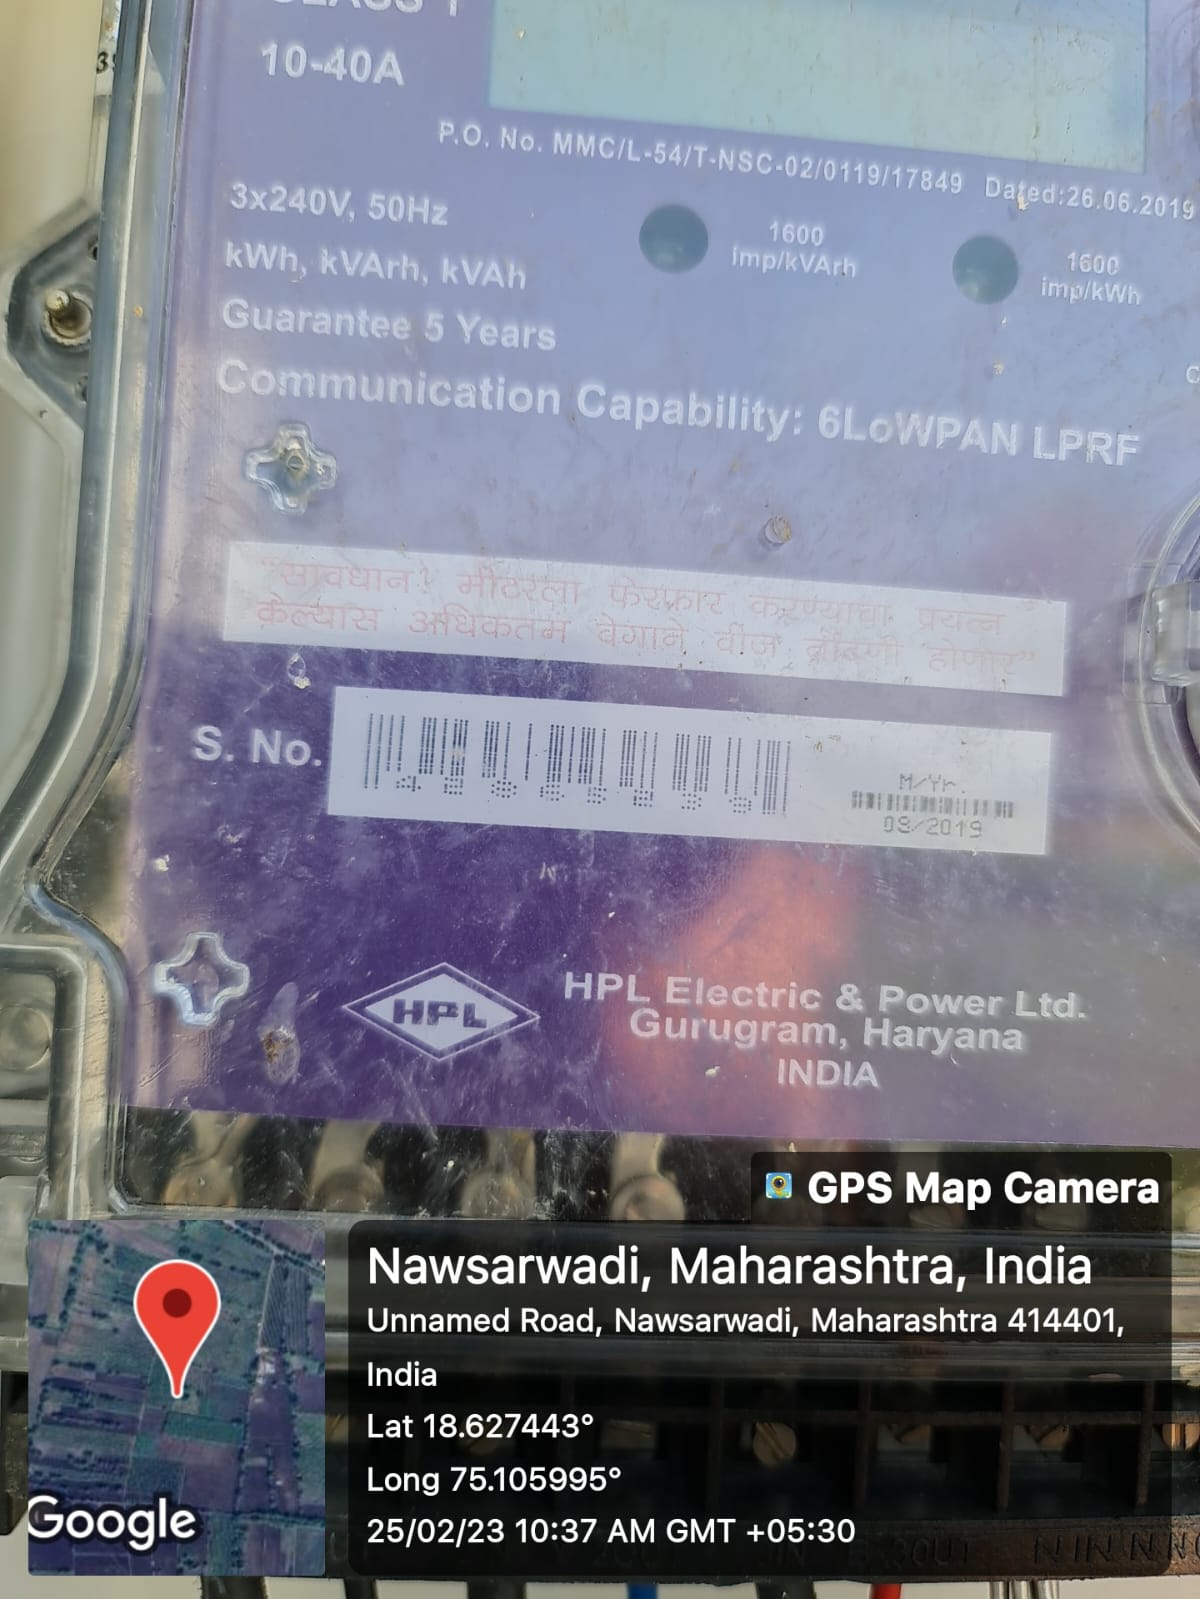 CLASS 1
10-40A
P.O. No. MMC/L-54/T-NSC-02/0119/17849 Dated:26.06.2019
3x240V, 50Hz
kWh, kVArh, kVAh
1600
imp/kVArh
1600
imp/kWh
Guarantee 5 Years
Communication Capability: 6LoWPAN LPRF
"सावधान! मीटरला फेरफार करण्याचा प्रयत्न
केल्यास अधिकतम वेगाने वीज नोंदणी होणार"
S. No.
M/Yr.
09/2019
HPL
HPL Electric & Power Ltd.
Gurugram, Haryana
INDIA
GPS Map Camera
Nawsarwadi, Maharashtra, India
Unnamed Road, Nawsarwadi, Maharashtra 414401,
India
Lat 18.627443°
Long 75.105995°
25/02/23 10:37 AM GMT +05:30
Google